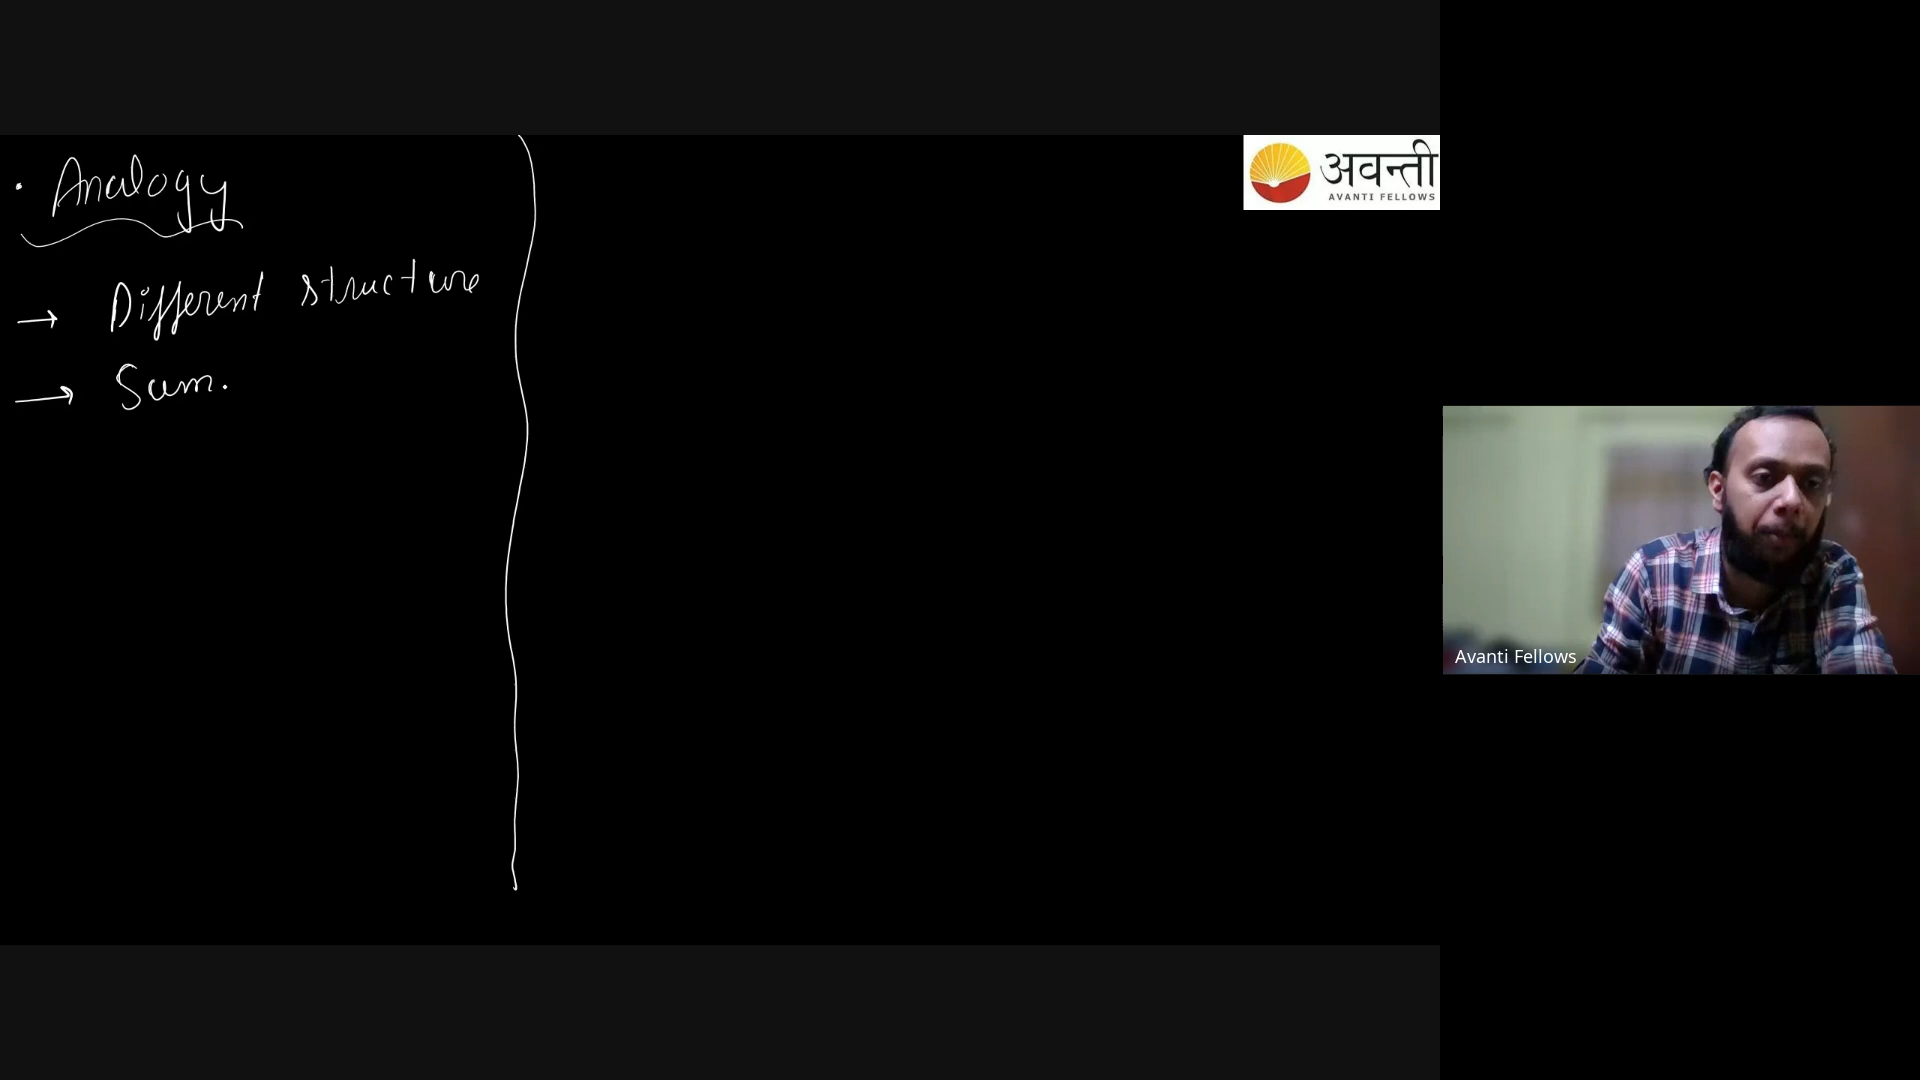 · Analogy
→ Different structure
→ Sam.
अवन्ती
AVANTI FELLOWS
Avanti Fellows